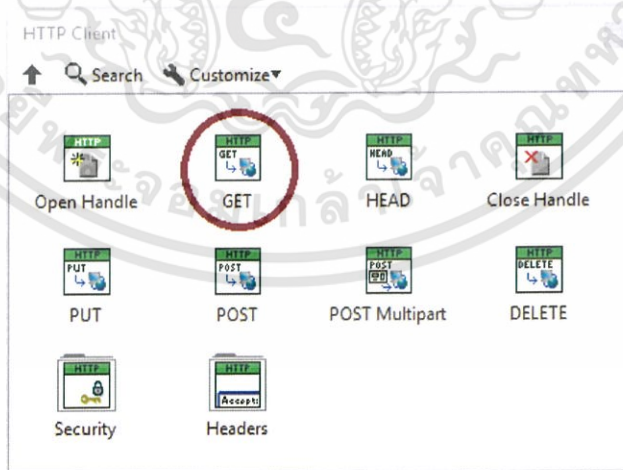 HTTP Client
Search Customize
HTTP
HTTP GET
HTTP HEAD
HTTP
Open Handle GET HEAD Close Handle
HTTP PUT
HTTP POST
HTTP POST
HTTP DELETE
PUT POST POST Multipart DELETE
HTTP
HTTP Accept:
Security Headers